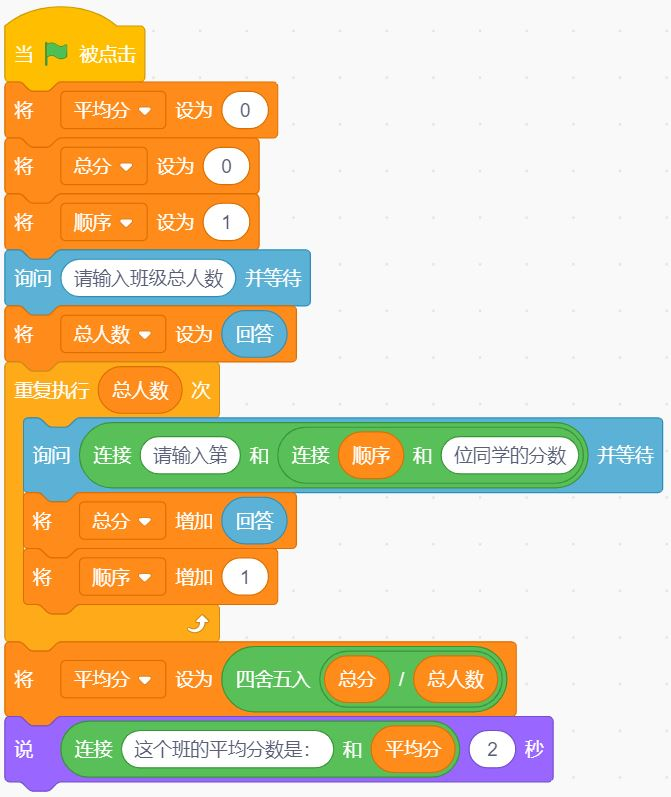 当 被点击
将 平均分 设为 0
将 总分 设为 0
将 顺序 设为 1
询问 请输入班级总人数 并等待
将 总人数 设为 回答
重复执行 总人数 次
询问 连接 请输入第 和 连接 顺序 和 位同学的分数 并等待
将 总分 增加 回答
将 顺序 增加 1
将 平均分 设为 四舍五入 总分 / 总人数
说 连接 这个班的平均分数是： 和 平均分 2 秒